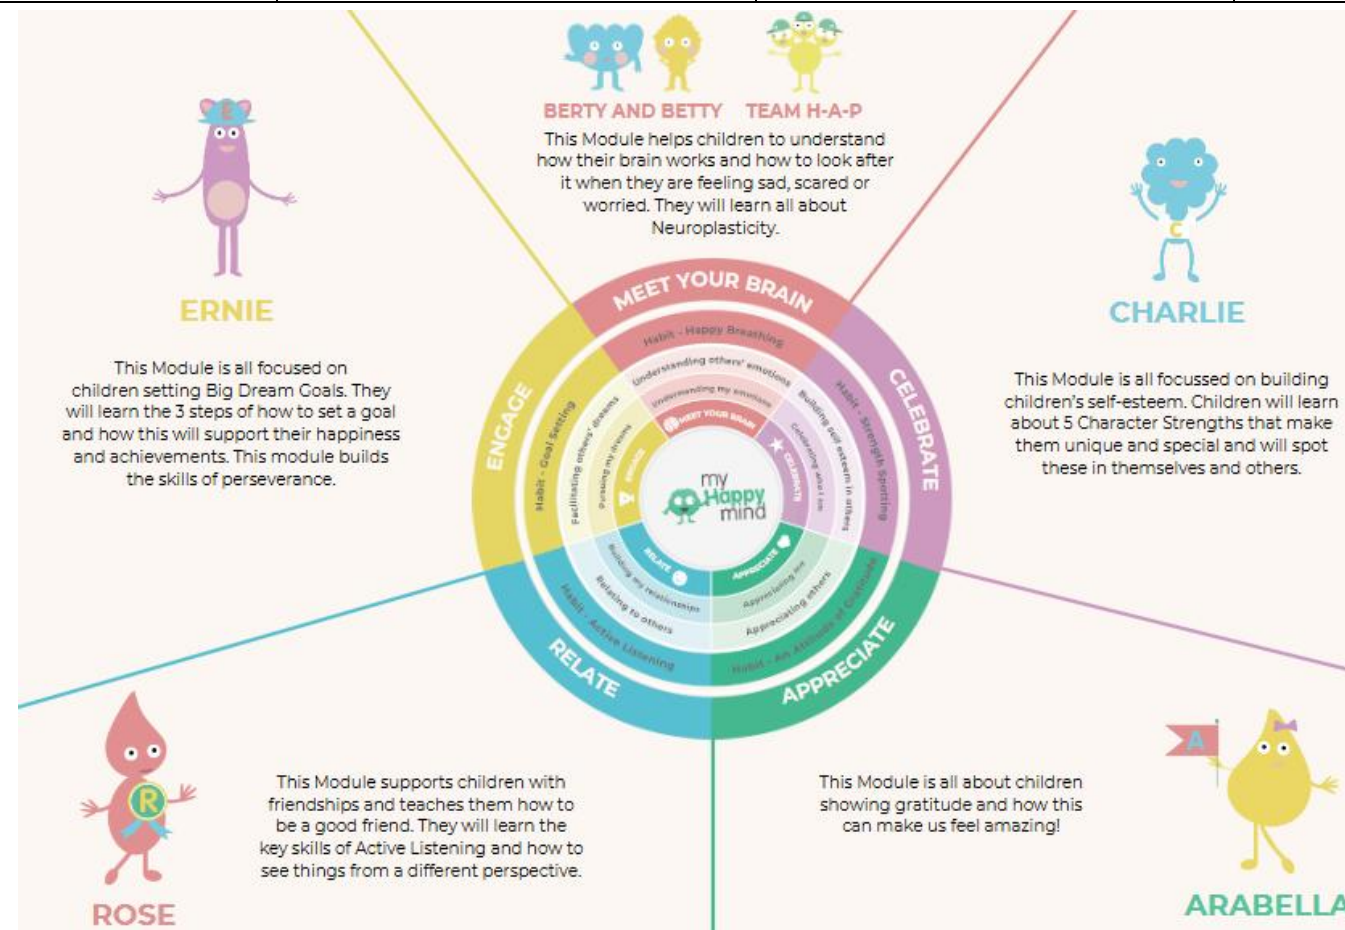 BERTY AND BETTY
TEAM H-A-P
This Module helps children to understand
how their brain works and how to look after
it when they are feeling sad, scared or
worried. They will learn all about
Neuroplasticity.
E
ERNIE
This Module is all focused on
children setting Big Dream Goals. They
will learn the 3 steps of how to set a goal
and how this will support their happiness
and achievements. This module builds
the skills of perseverance.
C
CHARLIE
This Module is all focussed on building
children's self-esteem. Children will learn
about 5 Character Strengths that make
them unique and special and will spot
these in themselves and others.
MEET YOUR BRAIN
Habit - Happy Breathing
Understanding others' emotions
Understanding my emotions
MEET YOUR BRAIN
CELEBRATE
Habit - Strength Spotting
Building self esteem in others
Celebrating who I am
CELEBRATE
APPRECIATE
Habit - An Attitude of Gratitude
Appreciating others
Appreciating me
APPRECIATE
RELATE
Habit - Active Listening
Relating to others
Building my relationships
RELATE
ENGAGE
Habit - Goal Setting
Facilitating others' dreams
Pursuing my dreams
ENGAGE
my
Happy
mind
R
ROSE
This Module supports children with
friendships and teaches them how to
be a good friend. They will learn the
key skills of Active Listening and how to
see things from a different perspective.
This Module is all about children
showing gratitude and how this
can make us feel amazing!
A
ARABELLA